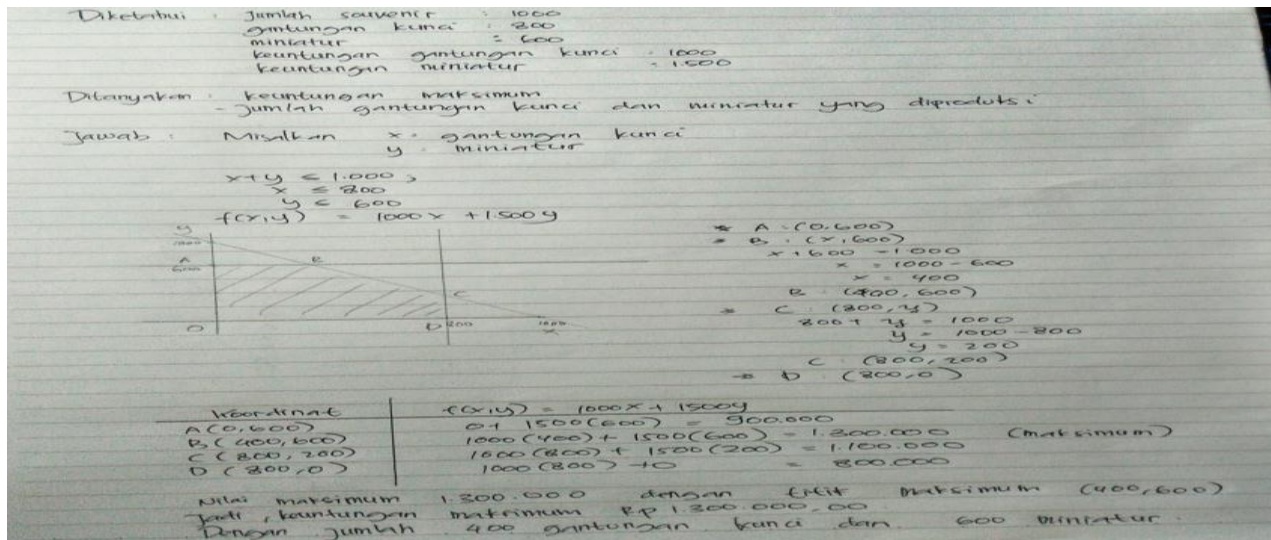 Diketahui : Jumlah souvenir : 1000
gantungan kunci : 800
miniatur = 600
keuntungan gantungan kunci : 1000
keuntungan miniatur = 1.500
Ditanyakan : keuntungan maksimum
- Jumlah gantungan kunci dan miniatur yang diproduksi
Jawab : Misalkan x = gantungan kunci
y = miniatur
x+y ≤ 1.000 ;
x ≤ 800
y ≤ 600
f(x,y) = 1000x + 1.500y
y
1000
A
600
B
C
O
D 800
1000
x
* A : (0,600)
* B : (x,600)
x + 600 = 1.000
x = 1000 - 600
x = 400
B (400, 600)
* C : (800, y)
800 + y = 1000
y = 1000 - 800
y = 200
C : (800, 200)
* D : (800,0)
koordinat f(x,y) = 1000x + 1500y
A (0,600) 0+ 1500(600) = 900.000
B (400, 600) 1000 (400) + 1500(600) = 1.300.000 (maksimum)
C (800, 200) 1000 (800) + 1500 (200) = 1.100.000
D (800,0) 1000 (800) + 0 = 800.000
Nilai maksimum 1.300.000 dengan titik maksimum (400,600)
Jadi, keuntungan maksimum Rp 1.300.000,00
Dengan jumlah 400 gantungan kunci dan 600 miniatur.